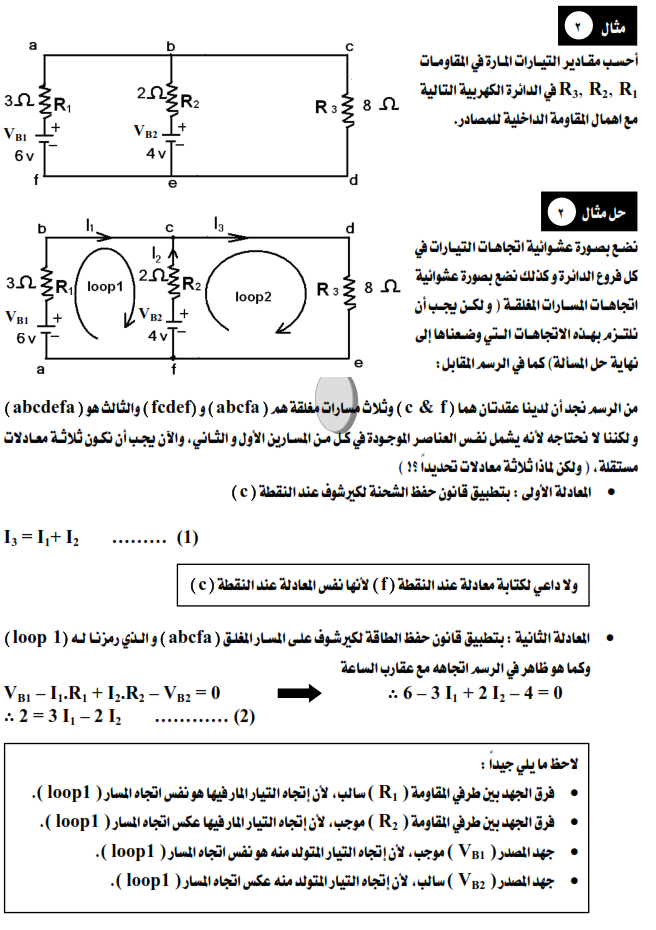 مثال ٢
أحسب مقادير التيارات المارة في المقاومات
R3, R2, R1 في الدائرة الكهربية التالية
مع اهمال المقاومة الداخلية للمصادر.
a b c
3Ω R1 2Ω R2 R3 8 Ω
VB1 + VB2 +
6v − 4v −
f e d
حل مثال ٢
نضع بصورة عشوائية اتجاهات التيارات في
كل فروع الدائرة و كذلك نضع بصورة عشوائية
اتجاهات المسارات المغلقة ( و لكن يجب أن
نلتزم بهذه الاتجاهات التي وضعناها إلى
نهاية حل المسألة) كما في الرسم المقابل :
b I1 c I3 d
I2
3Ω R1 loop1 2Ω R2 loop2 R3 8 Ω
VB1 + VB2 +
6v − 4v −
a f e
من الرسم نجد أن لدينا عقدتان هما ( c & f ) وثلاث مسارات مغلقة هم ( abcfa ) و ( fcdef ) والثالث هو ( abcdefa )
و لكننا لا نحتاجه لأنه يشمل نفس العناصر الموجودة في كل من المسارين الأول و الثاني، والآن يجب أن نكون ثلاثة معادلات
مستقلة ، ( ولكن لماذا ثلاثة معادلات تحديداً ؟! )
• المعادلة الأولى : بتطبيق قانون حفظ الشحنة لكيرشوف عند النقطة ( c )
I3 = I1+ I2 ……… (1)
ولا داعي لكتابة معادلة عند النقطة ( f ) لأنها نفس المعادلة عند النقطة ( c )
• المعادلة الثانية : بتطبيق قانون حفظ الطاقة لكيرشوف على المسار المغلق ( abcfa ) و الذي رمزنا له ( loop 1 )
وكما هو ظاهر في الرسم اتجاهه مع عقارب الساعة
VB1 – I1.R1 + I2.R2 – VB2 = 0 ∴ 6 – 3 I1 + 2 I2 – 4 = 0
∴ 2 = 3 I1 – 2 I2 ………… (2)
لاحظ ما يلي جيداً :
• فرق الجهد بين طرفي المقاومة ( R1 ) سالب، لأن إتجاه التيار المار فيها هو نفس اتجاه المسار ( loop1 ).
• فرق الجهد بين طرفي المقاومة ( R2 ) موجب، لأن إتجاه التيار المار فيها عكس اتجاه المسار ( loop1 ).
• جهد المصدر ( VB1 ) موجب ، لأن إتجاه التيار المتولد منه هو نفس اتجاه المسار ( loop1 ).
• جهد المصدر ( VB2 ) سالب، لأن إتجاه التيار المتولد منه عكس اتجاه المسار ( loop1 ).